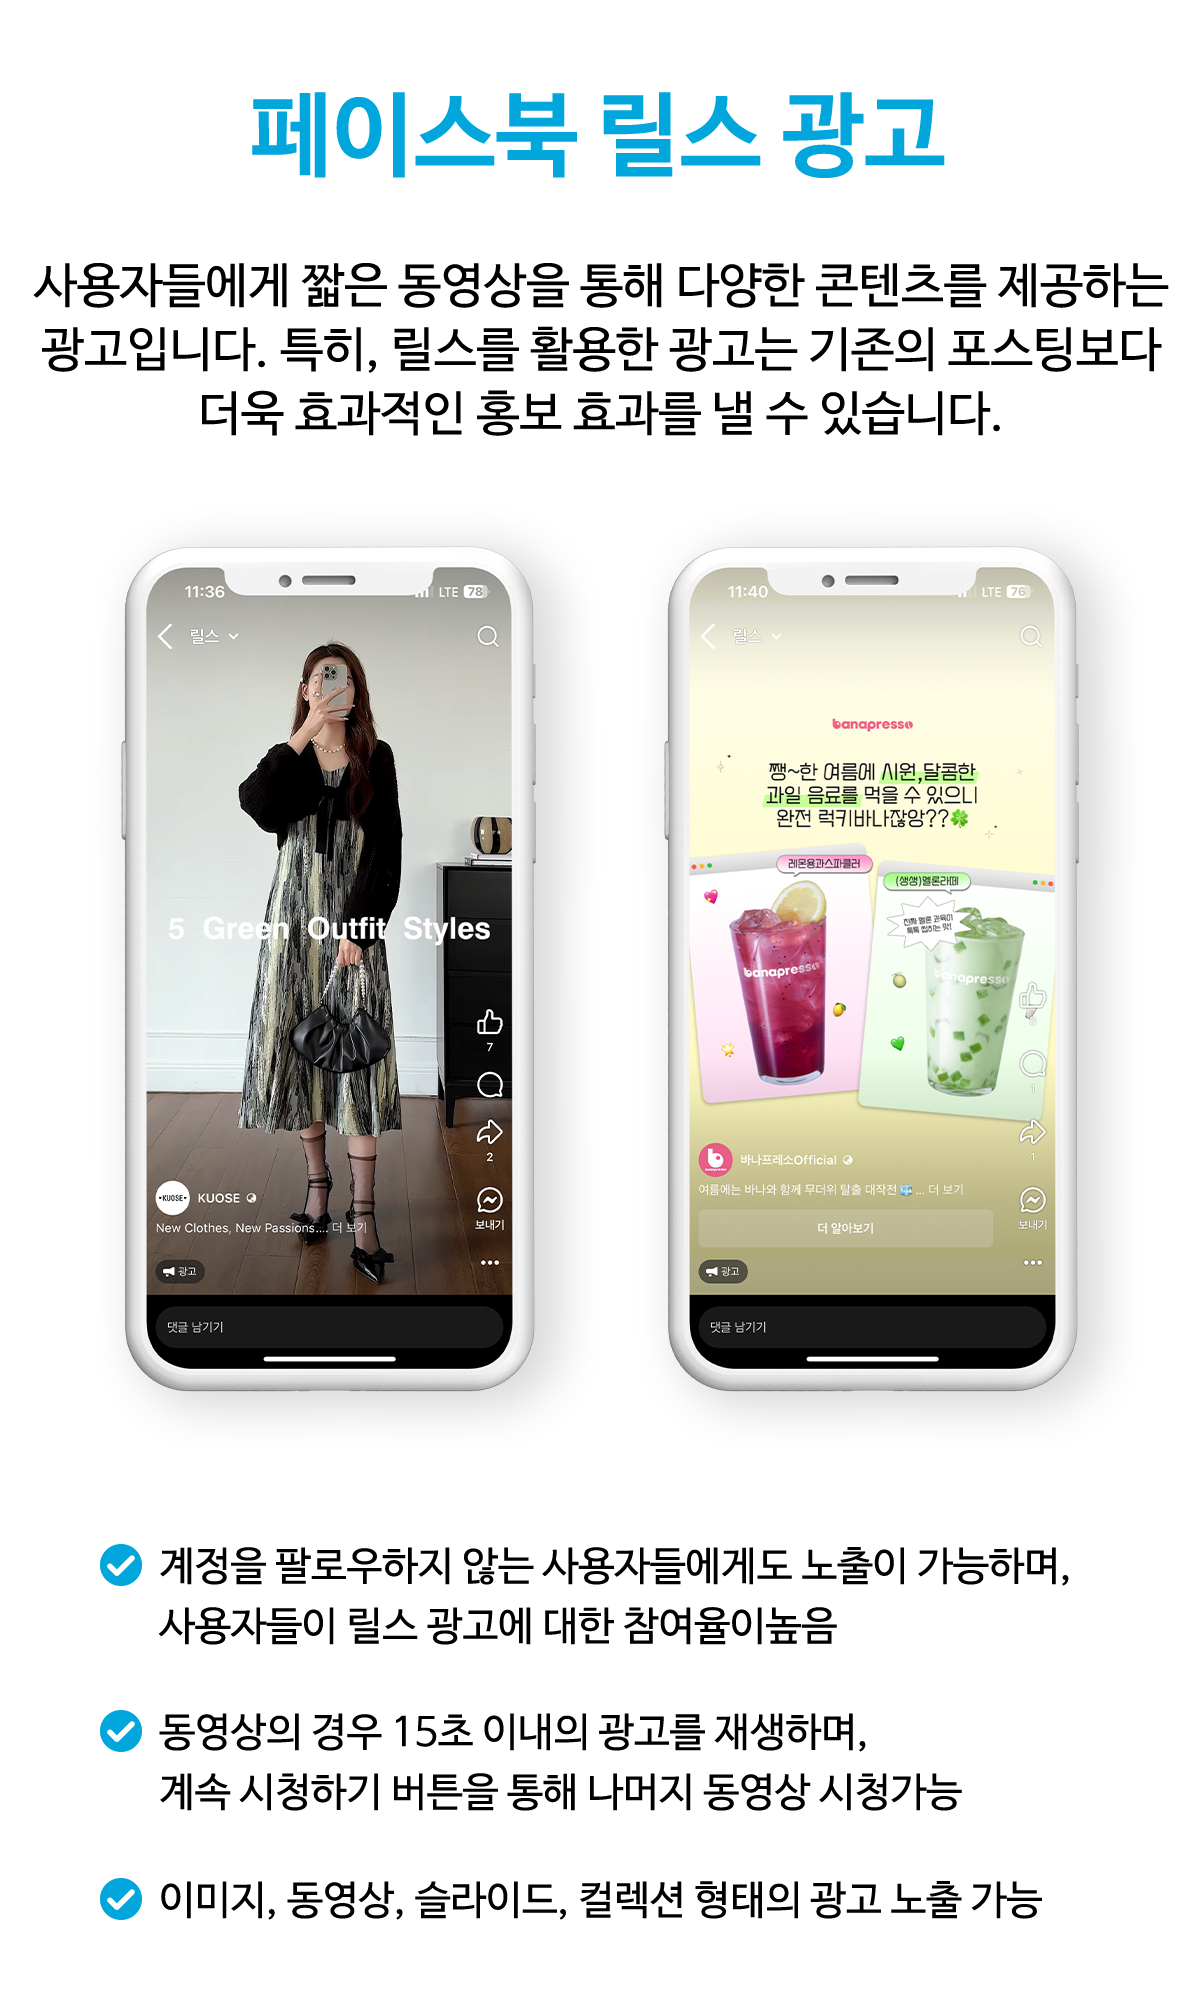 페이스북 릴스 광고
사용자들에게 짧은 동영상을 통해 다양한 콘텐츠를 제공하는
광고입니다. 특히, 릴스를 활용한 광고는 기존의 포스팅보다
더욱 효과적인 홍보 효과를 낼 수 있습니다.
11:36
LTE 78
릴스
5 Green Outfit Styles
7
2
보내기
•KUOSE•
KUOSE
New Clothes, New Passions.... 더 보기
광고
댓글 남기기
11:40
LTE 76
릴스
banapresso
쨍~한 여름에 시원,달콤한
과일 음료를 먹을 수 있으니
완전 럭키바나잖앙??🍀
레몬용과스파클러
(생생)멜론라떼
진짜 멜론 과육이
톡톡 씹히는 맛!
banapresso
banapresso
1
1
보내기
바나프레소Official
여름에는 바나와 함께 무더위 탈출 대작전 ... 더 보기
더 알아보기
광고
댓글 남기기
계정을 팔로우하지 않는 사용자들에게도 노출이 가능하며,
사용자들이 릴스 광고에 대한 참여율이높음
동영상의 경우 15초 이내의 광고를 재생하며,
계속 시청하기 버튼을 통해 나머지 동영상 시청가능
이미지, 동영상, 슬라이드, 컬렉션 형태의 광고 노출 가능